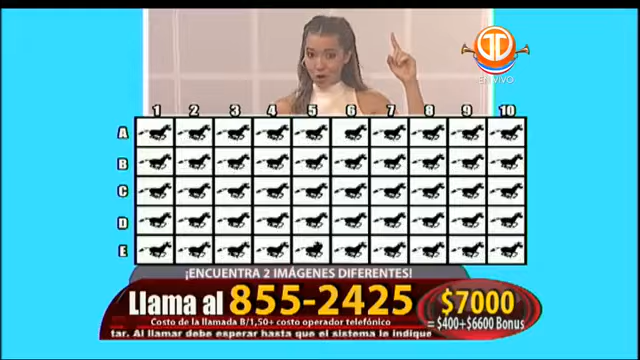 EN VIVO
1 2 3 4 5 6 7 8 9 10
A
B
C
D
E
¡ENCUENTRA 2 IMÁGENES DIFERENTES!
Llama al 855-2425
$7000
Costo de la llamada B/1,50+ costo operador telefónico
= $400+$6600 Bonus
tar. Al llamar debe esperar hasta que el sistema le indique